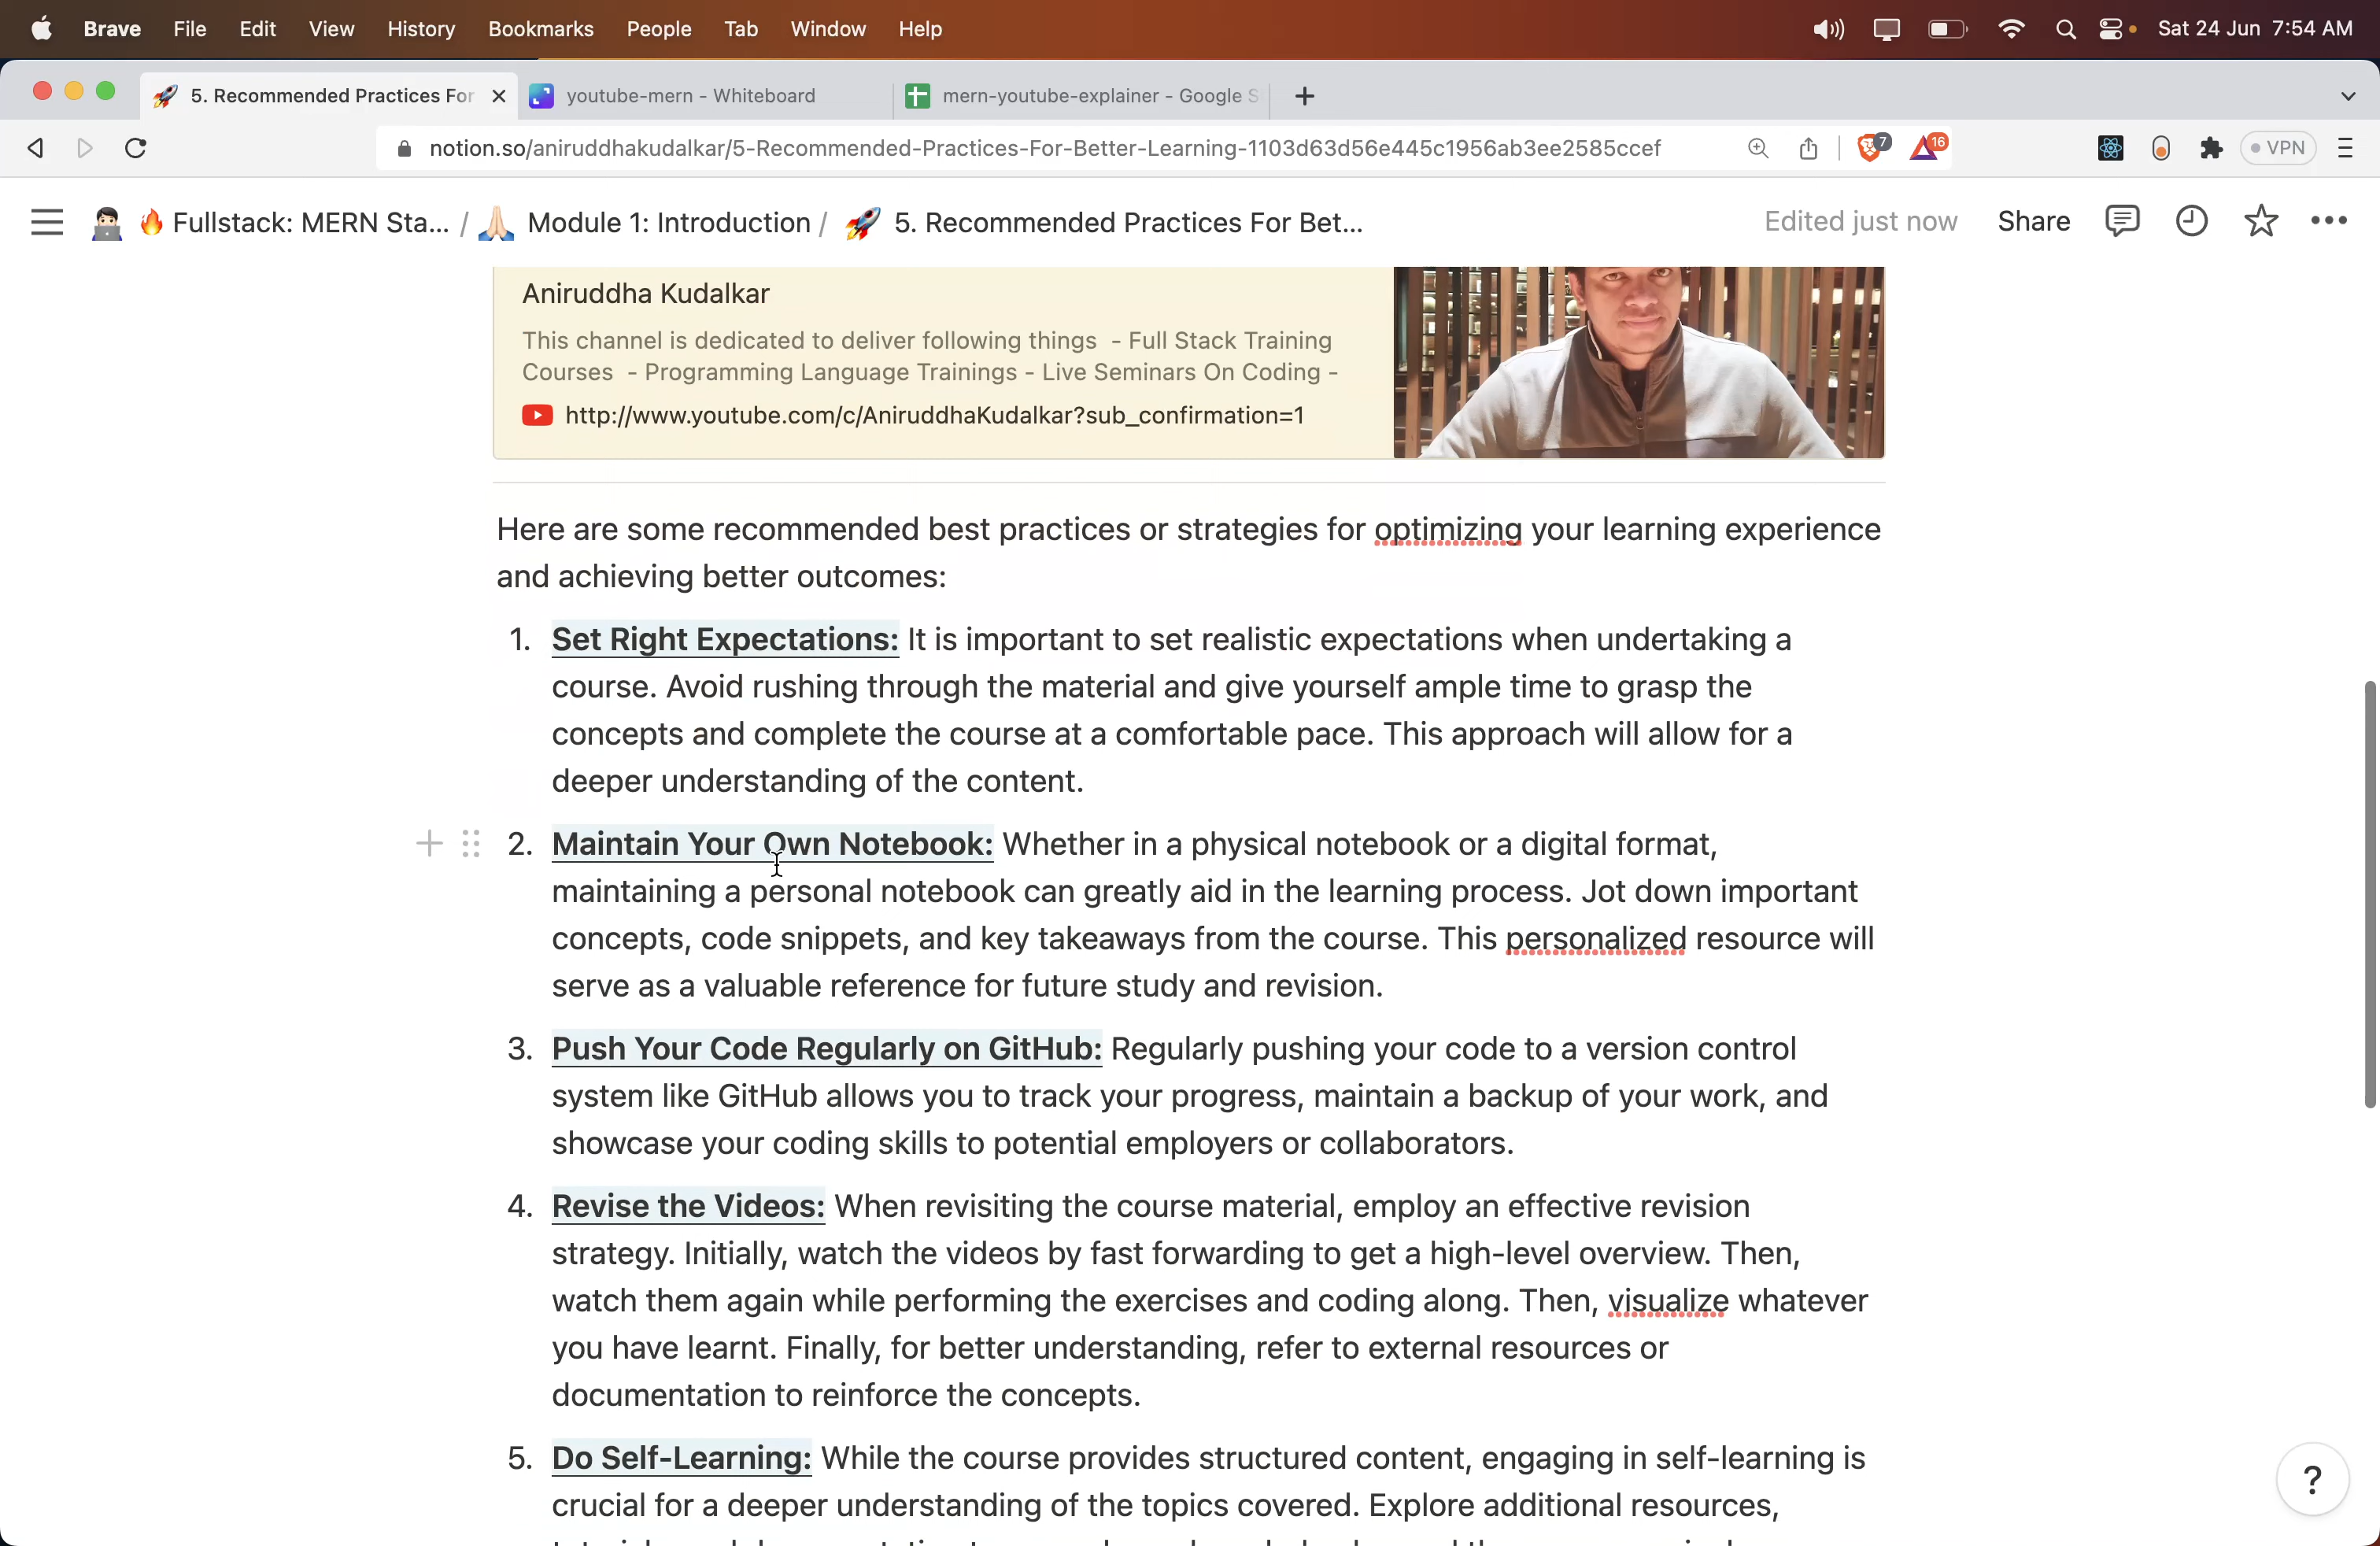 Brave File Edit View History Bookmarks People Tab Window Help Sat 24 Jun 7:54 AM
5. Recommended Practices For youtube-mern - Whiteboard mern-youtube-explainer - Google S
notion.so/aniruddhakudalkar/5-Recommended-Practices-For-Better-Learning-1103d63d56e445c1956ab3ee2585ccef 7 16 VPN
Fullstack: MERN Sta... / Module 1: Introduction / 5. Recommended Practices For Bet... Edited just now Share
Aniruddha Kudalkar
This channel is dedicated to deliver following things - Full Stack Training
Courses - Programming Language Trainings - Live Seminars On Coding -
http://www.youtube.com/c/AniruddhaKudalkar?sub_confirmation=1
Here are some recommended best practices or strategies for optimizing your learning experience
and achieving better outcomes:
1. Set Right Expectations: It is important to set realistic expectations when undertaking a
course. Avoid rushing through the material and give yourself ample time to grasp the
concepts and complete the course at a comfortable pace. This approach will allow for a
deeper understanding of the content.
2. Maintain Your Own Notebook: Whether in a physical notebook or a digital format,
maintaining a personal notebook can greatly aid in the learning process. Jot down important
concepts, code snippets, and key takeaways from the course. This personalized resource will
serve as a valuable reference for future study and revision.
3. Push Your Code Regularly on GitHub: Regularly pushing your code to a version control
system like GitHub allows you to track your progress, maintain a backup of your work, and
showcase your coding skills to potential employers or collaborators.
4. Revise the Videos: When revisiting the course material, employ an effective revision
strategy. Initially, watch the videos by fast forwarding to get a high-level overview. Then,
watch them again while performing the exercises and coding along. Then, visualize whatever
you have learnt. Finally, for better understanding, refer to external resources or
documentation to reinforce the concepts.
5. Do Self-Learning: While the course provides structured content, engaging in self-learning is
crucial for a deeper understanding of the topics covered. Explore additional resources,
?